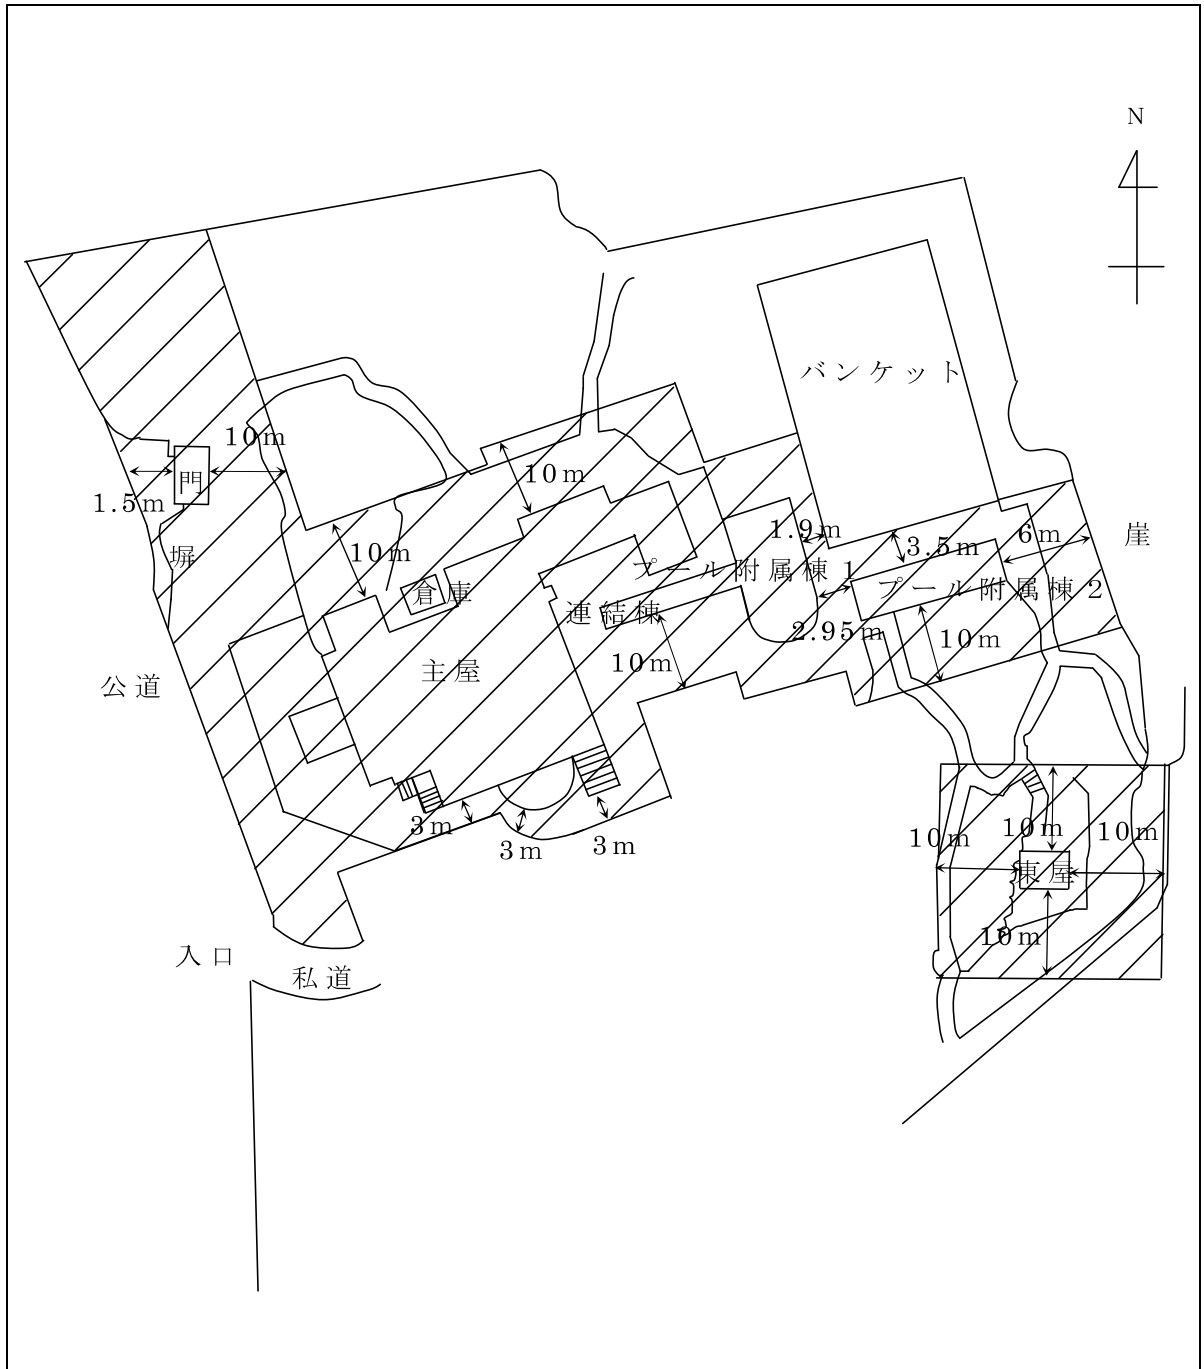 N
バンケット
10m
門
1.5m
10m
塀
10m
倉庫
プール附属棟1
1.9m
3.5m
6m
崖
プール附属棟2
連結棟
2.95m
10m
10m
主屋
公道
3m
3m
3m
10m
10m
10m
東屋
10m
入口
私道